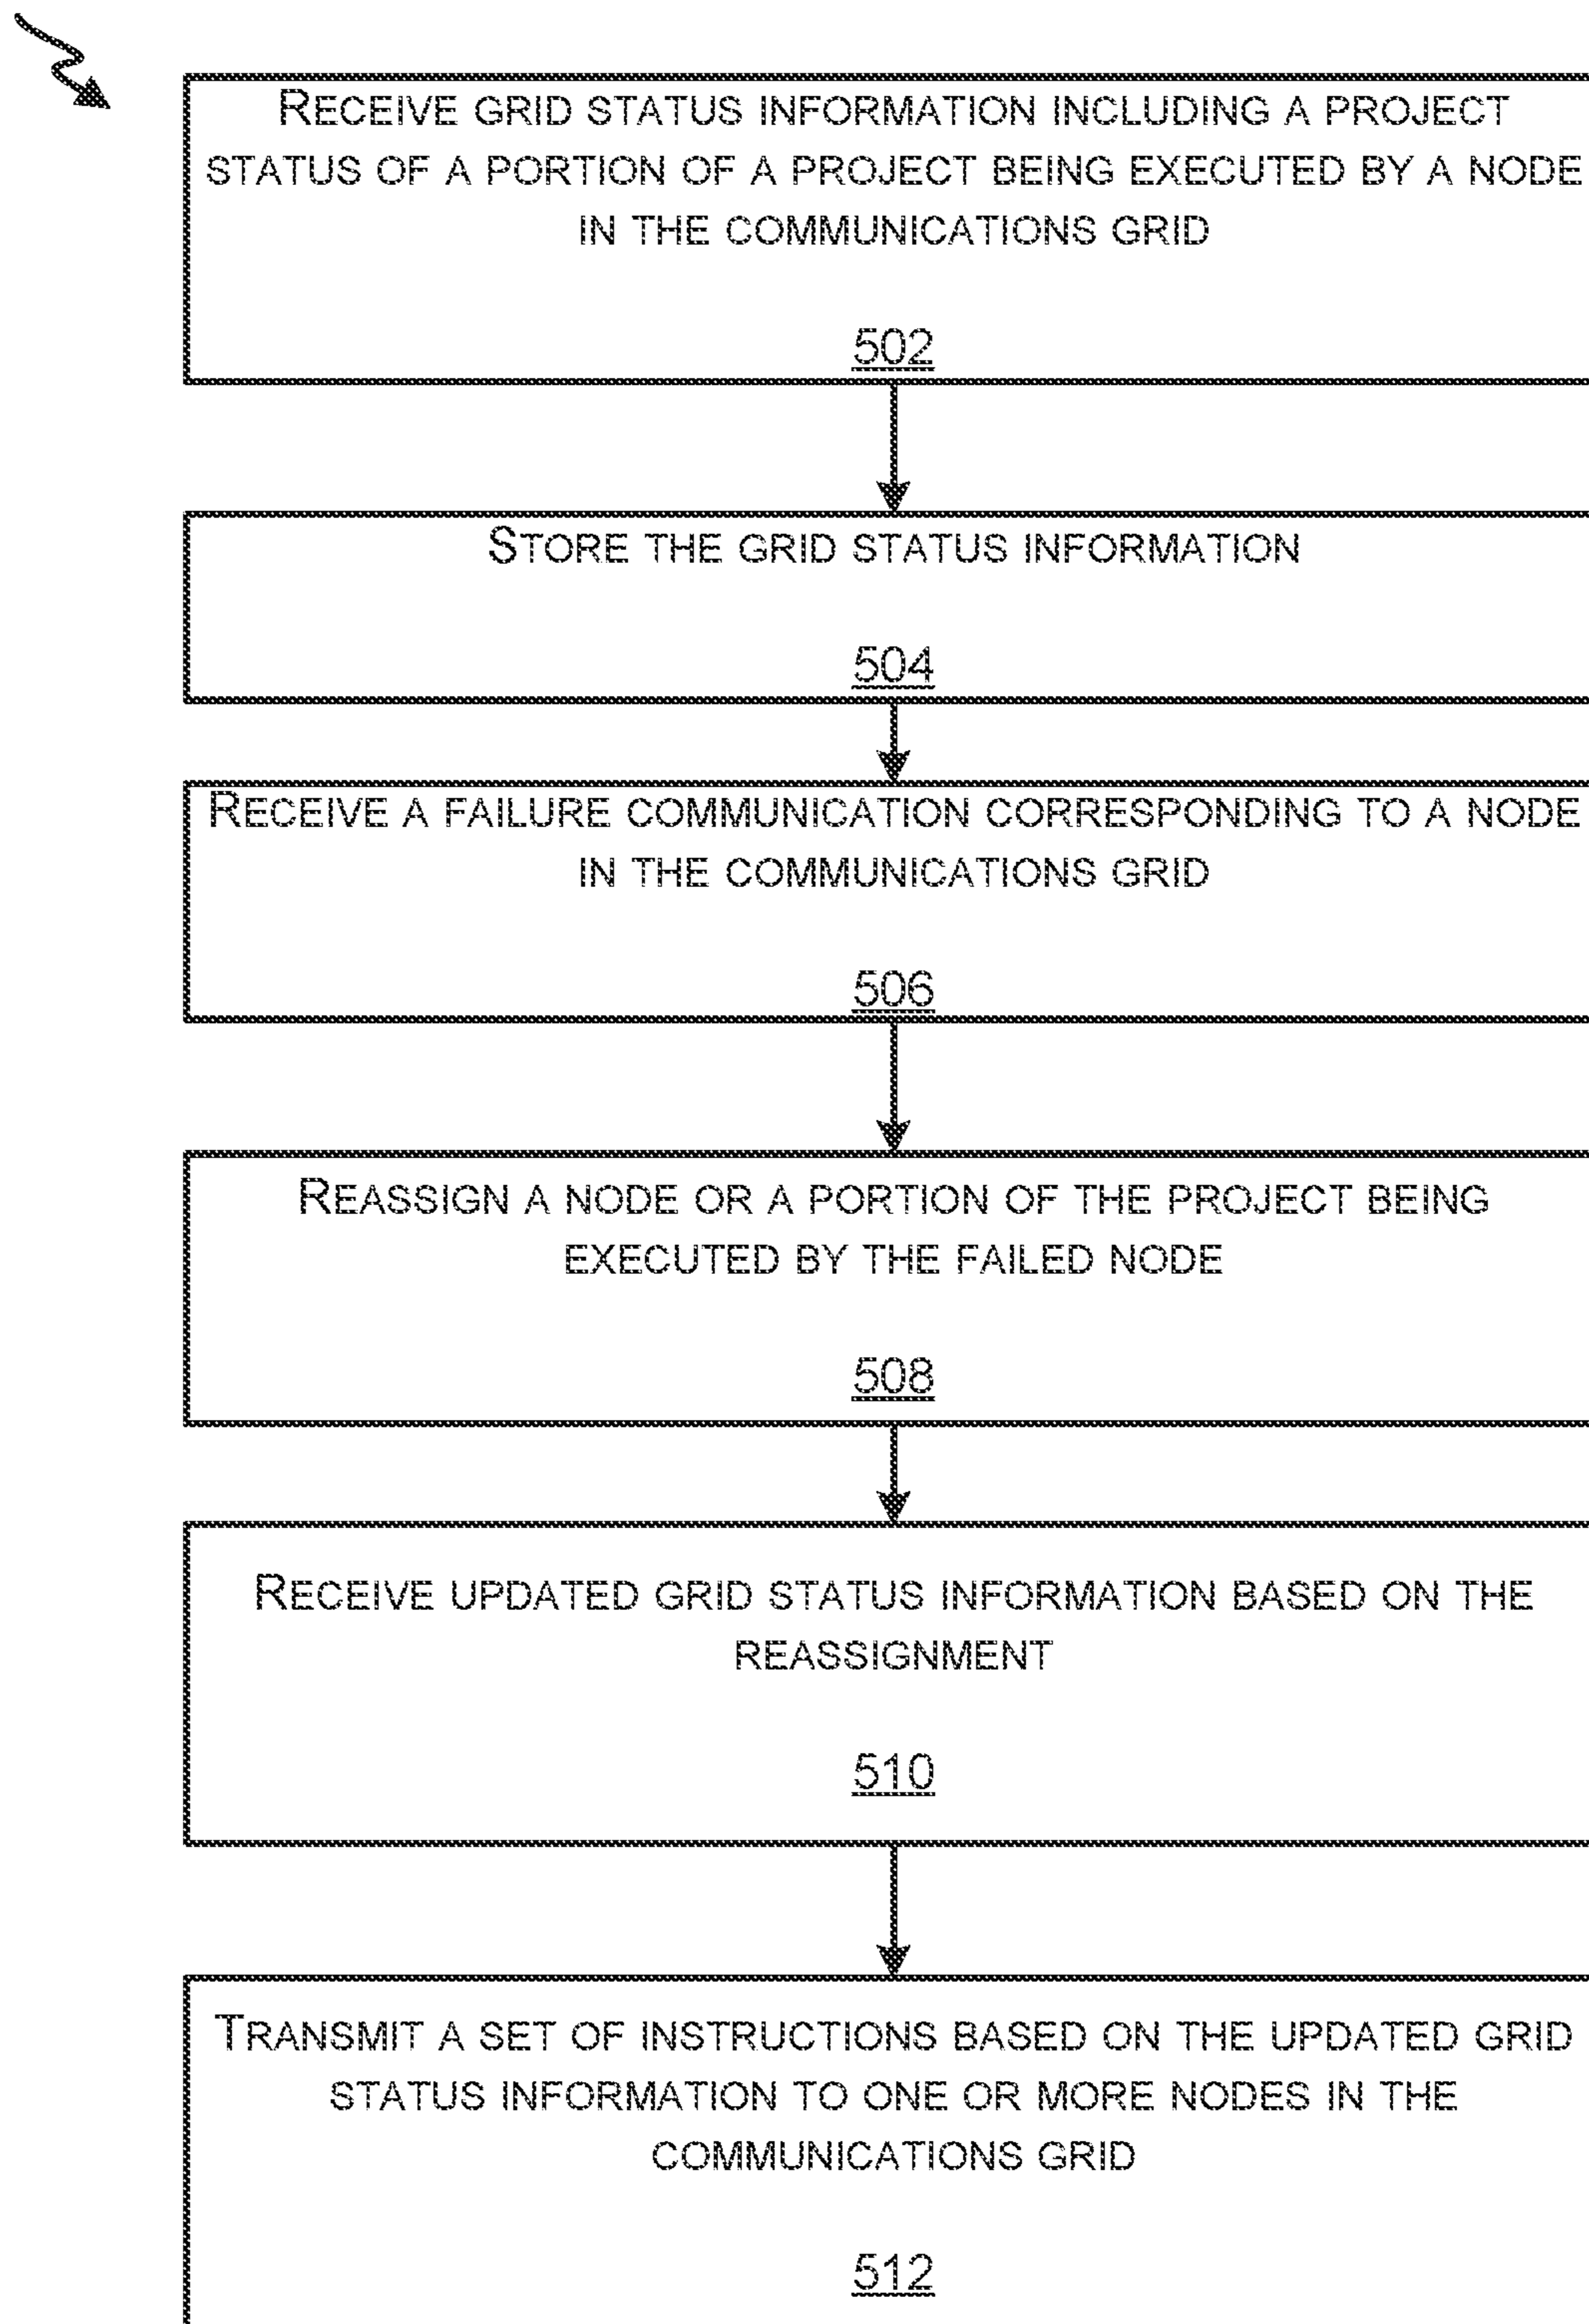 RECEIVE GRID STATUS INFORMATION INCLUDING A PROJECT
STATUS OF A PORTION OF A PROJECT BEING EXECUTED BY A NODE
IN THE COMMUNICATIONS GRID
502
STORE THE GRID STATUS INFORMATION
504
RECEIVE A FAILURE COMMUNICATION CORRESPONDING TO A NODE
IN THE COMMUNICATIONS GRID
506
REASSIGN A NODE OR A PORTION OF THE PROJECT BEING
EXECUTED BY THE FAILED NODE
508
RECEIVE UPDATED GRID STATUS INFORMATION BASED ON THE
REASSIGNMENT
510
TRANSMIT A SET OF INSTRUCTIONS BASED ON THE UPDATED GRID
STATUS INFORMATION TO ONE OR MORE NODES IN THE
COMMUNICATIONS GRID
512